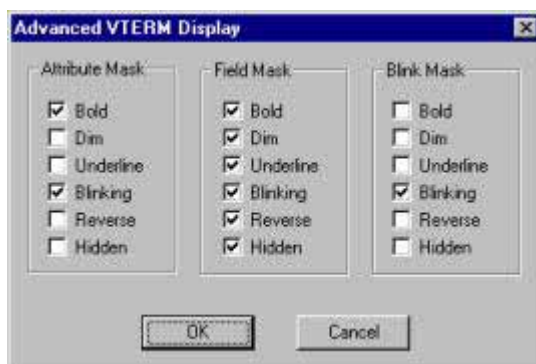 Advanced VTERM Display
Attribute Mask
Bold
Dim
Underline
Blinking
Reverse
Hidden
Field Mask
Bold
Dim
Underline
Blinking
Reverse
Hidden
Blink Mask
Bold
Dim
Underline
Blinking
Reverse
Hidden
OK
Cancel